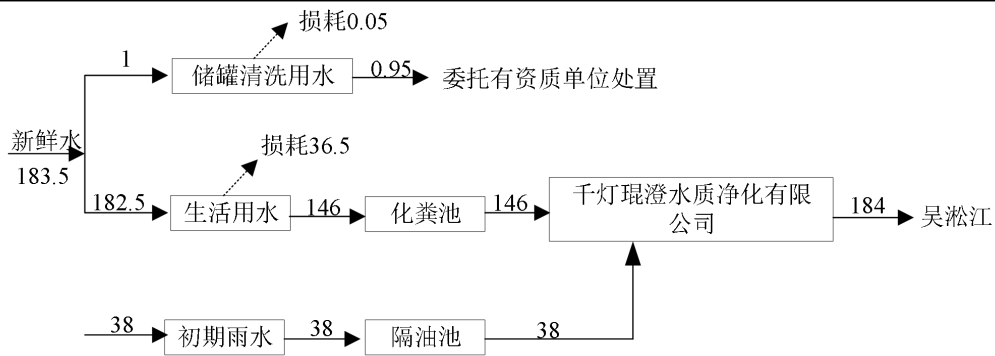 损耗0.05
1
储罐清洗用水
0.95
委托有资质单位处置
新鲜水
183.5
损耗36.5
182.5
生活用水
146
化粪池
146
千灯琨澄水质净化有限
公司
184
吴淞江
38
初期雨水
38
隔油池
38